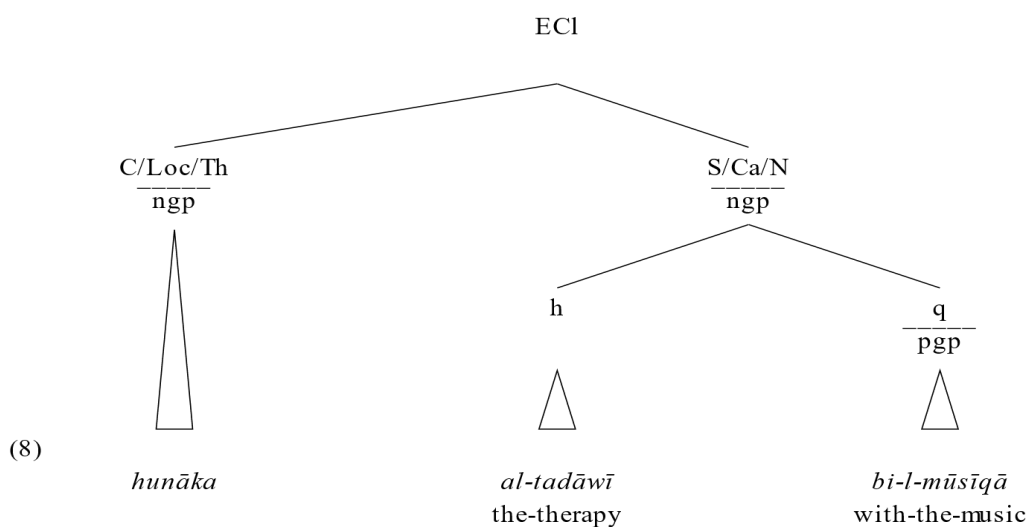 ECl
C/Loc/Th S/Ca/N
ngp ngp
h q
pgp
(8)
hunāka al-tadāwī bi-l-mūsīqā
the-therapy with-the-music